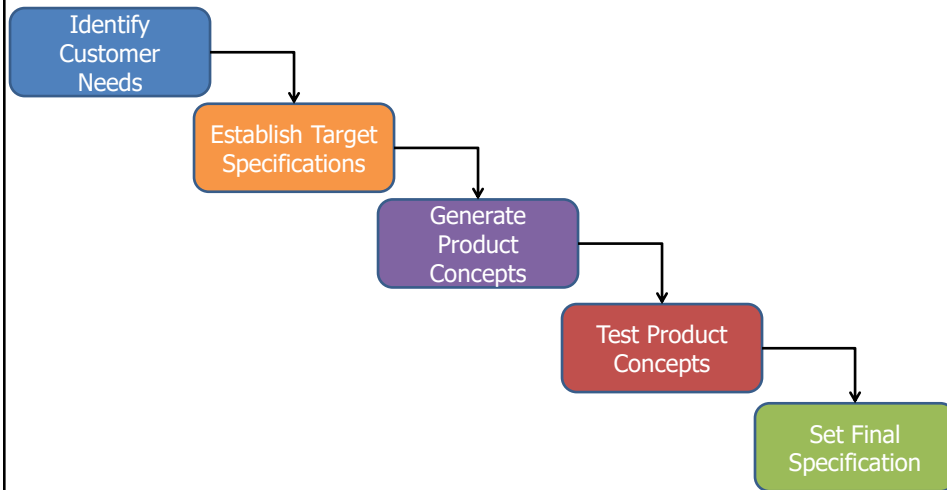 Identify
Customer
Needs
Establish Target
Specifications
Generate
Product
Concepts
Test Product
Concepts
Set Final
Specification